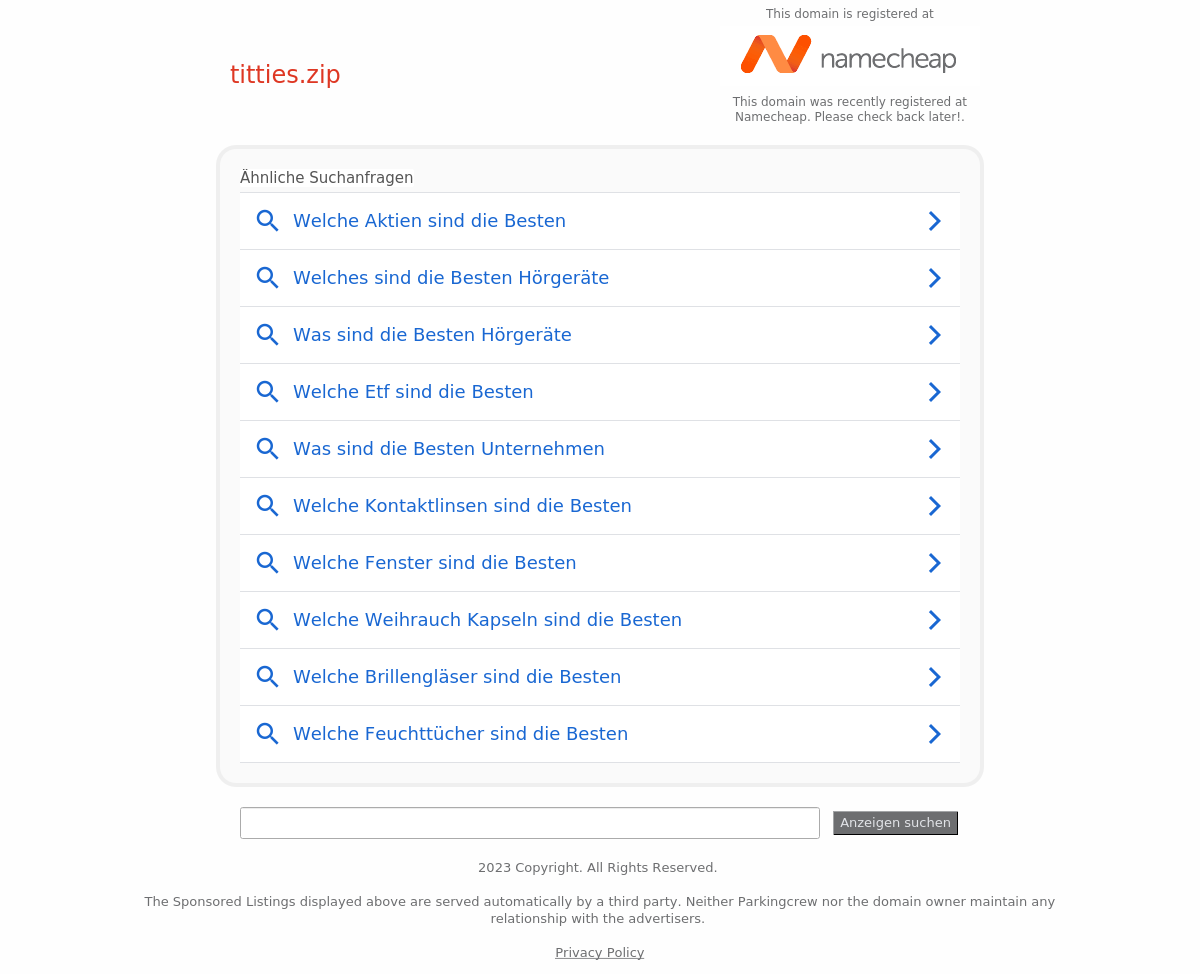 This domain is registered at
namecheap
titties.zip
This domain was recently registered at
Namecheap. Please check back later!.
Ähnliche Suchanfragen
Welche Aktien sind die Besten
Welches sind die Besten Hörgeräte
Was sind die Besten Hörgeräte
Welche Etf sind die Besten
Was sind die Besten Unternehmen
Welche Kontaktlinsen sind die Besten
Welche Fenster sind die Besten
Welche Weihrauch Kapseln sind die Besten
Welche Brillengläser sind die Besten
Welche Feuchttücher sind die Besten
Anzeigen suchen
2023 Copyright. All Rights Reserved.
The Sponsored Listings displayed above are served automatically by a third party. Neither Parkingcrew nor the domain owner maintain any
relationship with the advertisers.
Privacy Policy